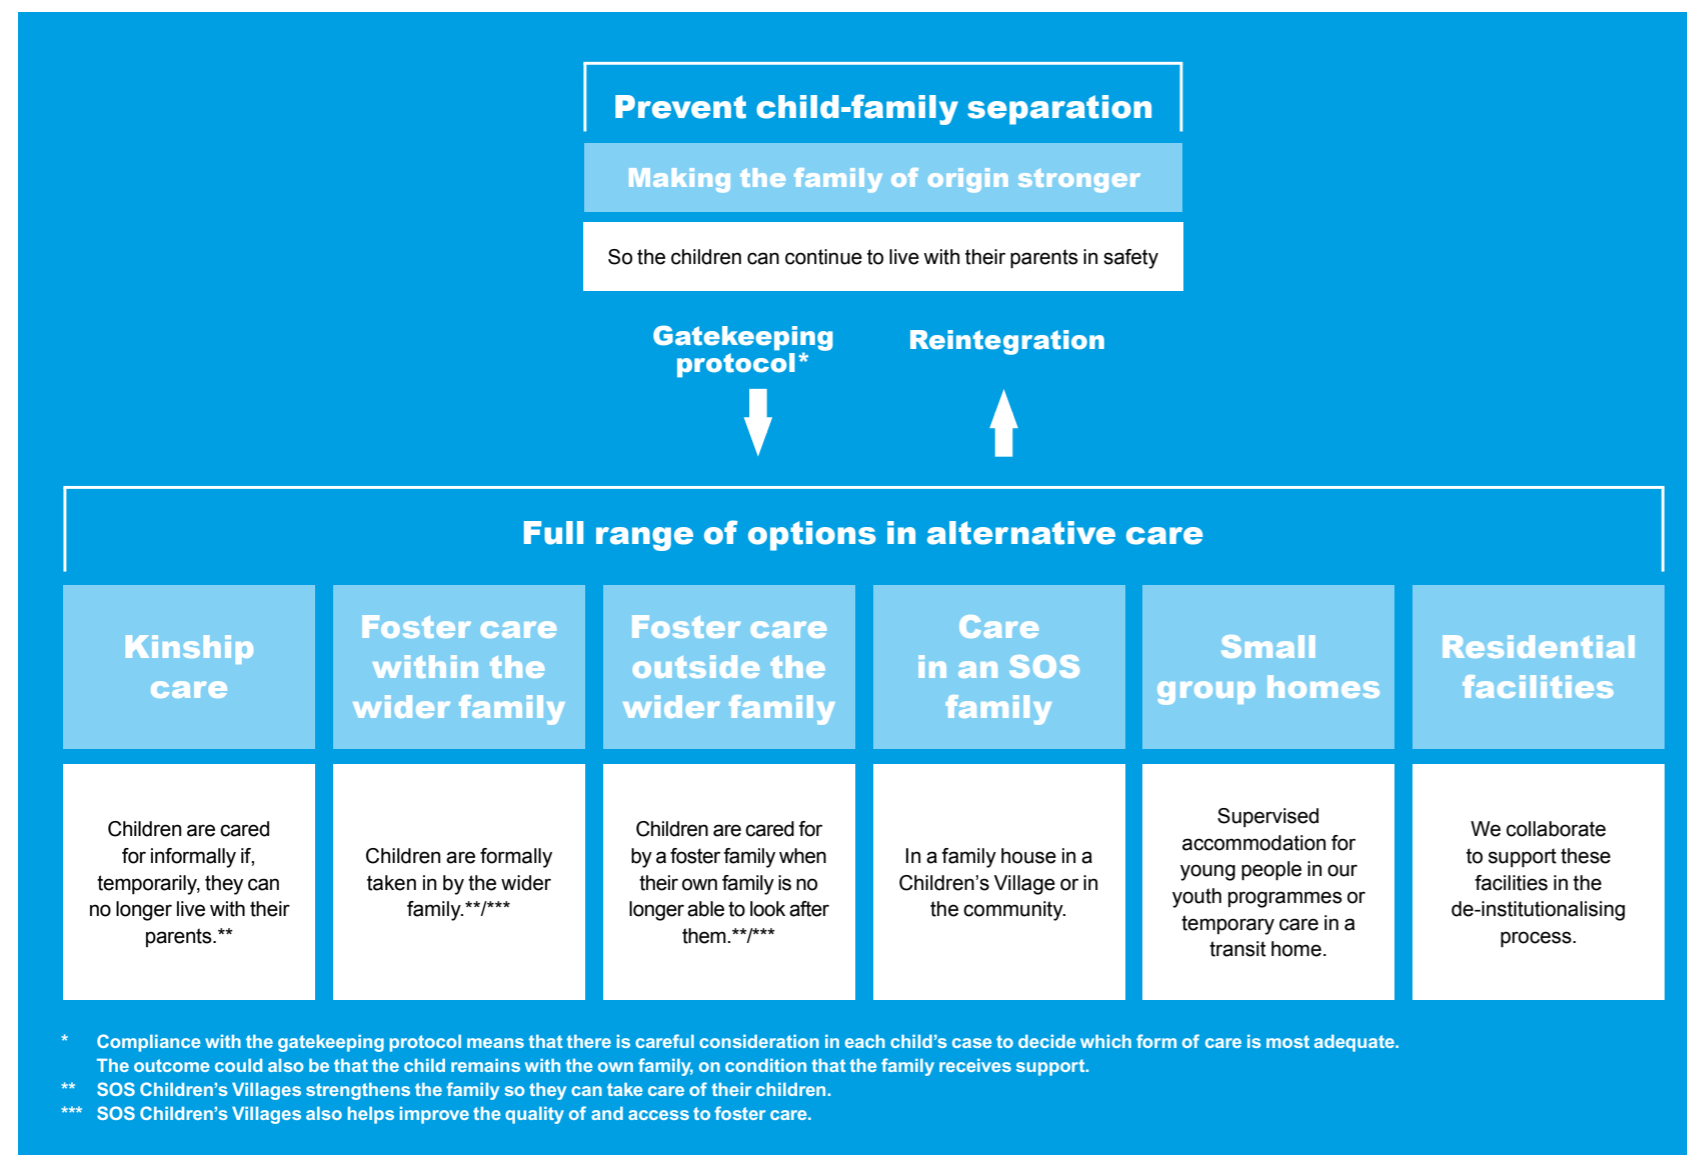 Prevent child-family separation
Making the family of origin stronger
So the children can continue to live with their parents in safety
Gatekeeping
protocol*
Reintegration
Full range of options in alternative care
Kinship
care
Children are cared
for informally if,
temporarily, they can
no longer live with their
parents.**
Foster care
within the
wider family
Children are formally
taken in by the wider
family.**/***
Foster care
outside the
wider family
Children are cared for
by a foster family when
their own family is no
longer able to look after
them.**/***
Care
in an SOS
family
In a family house in a
Children’s Village or in
the community.
Small
group homes
Supervised
accommodation for
young people in our
youth programmes or
temporary care in a
transit home.
Residential
facilities
We collaborate
to support these
facilities in the
de-institutionalising
process.
* Compliance with the gatekeeping protocol means that there is careful consideration in each child’s case to decide which form of care is most adequate.
The outcome could also be that the child remains with the own family, on condition that the family receives support.
** SOS Children’s Villages strengthens the family so they can take care of their children.
*** SOS Children’s Villages also helps improve the quality of and access to foster care.